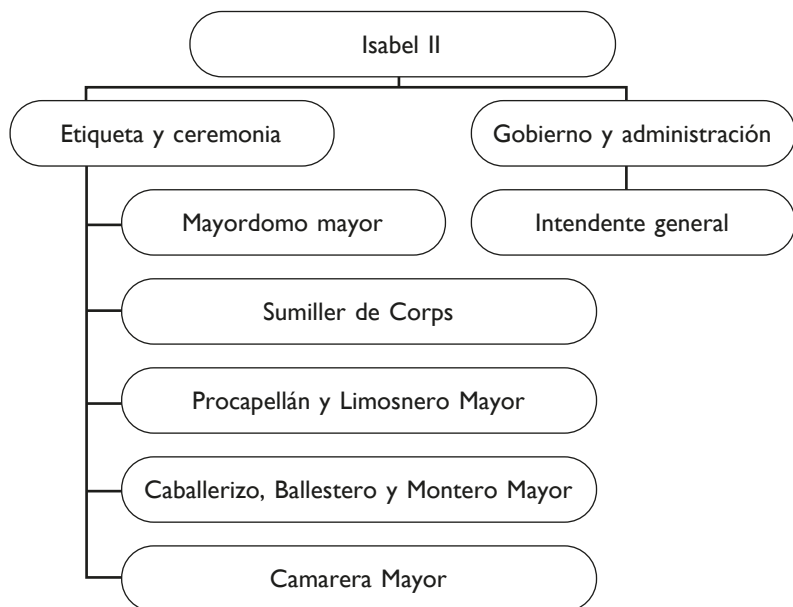 Isabel II
Etiqueta y ceremonia
Gobierno y administración
Mayordomo mayor
Intendente general
Sumiller de Corps
Procapellán y Limosnero Mayor
Caballerizo, Ballestero y Montero Mayor
Camarera Mayor